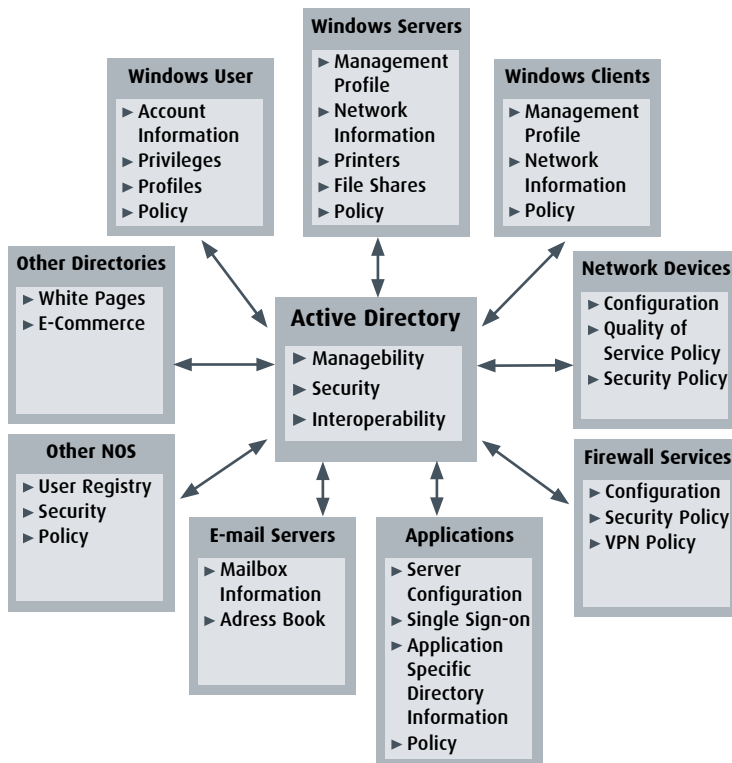 Windows Servers
► Management
Profile
► Network
Information
► Printers
► File Shares
► Policy
Windows User
► Account
Information
► Privileges
► Profiles
► Policy
Windows Clients
► Management
Profile
► Network
Information
► Policy
Other Directories
► White Pages
► E-Commerce
Active Directory
► Managebility
► Security
► Interoperability
Network Devices
► Configuration
► Quality of
Service Policy
► Security Policy
Other NOS
► User Registry
► Security
► Policy
Firewall Services
► Configuration
► Security Policy
► VPN Policy
E-mail Servers
► Mailbox
Information
► Adress Book
Applications
► Server
Configuration
► Single Sign-on
► Application
Specific
Directory
Information
► Policy